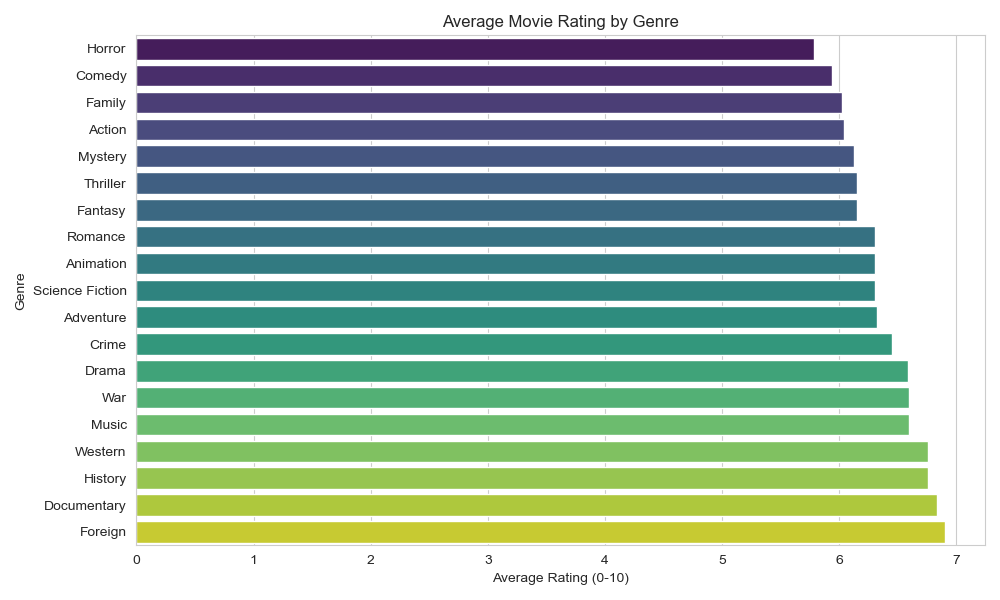 Average Movie Rating by Genre
Horror
Comedy
Family
Action
Mystery
Thriller
Fantasy
Romance
Animation
Science Fiction
Adventure
Crime
Drama
War
Music
Western
History
Documentary
Foreign
Genre
0 1 2 3 4 5 6 7
Average Rating (0-10)